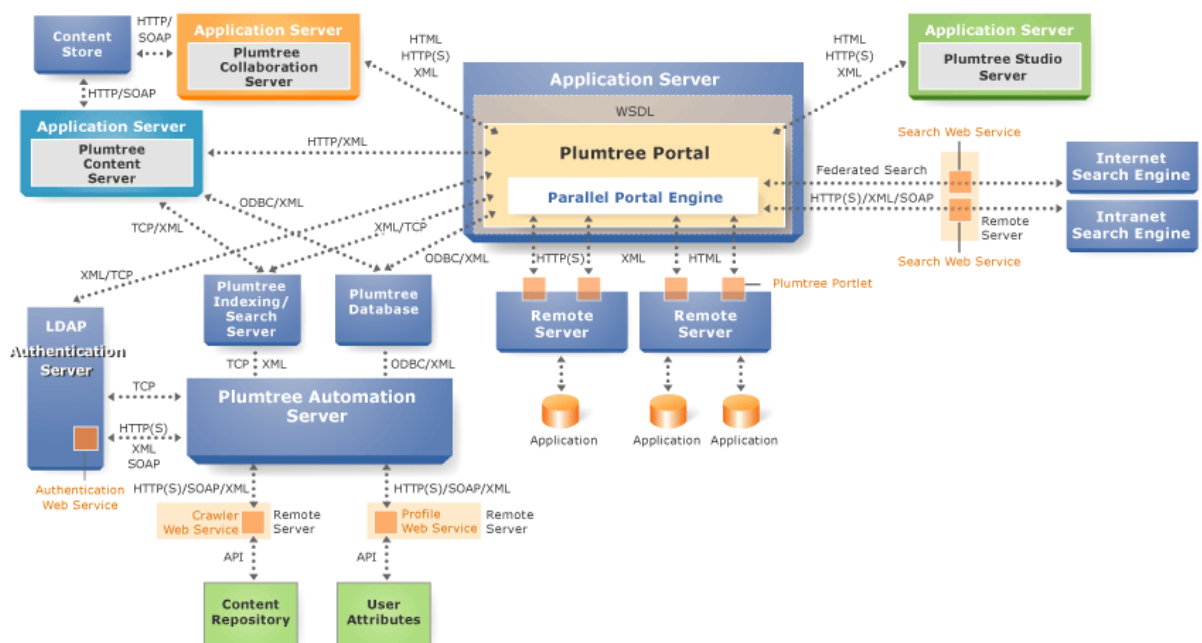 Content
Store
HTTP/
SOAP
Application Server
Plumtree
Collaboration
Server
HTML
HTTP(S)
XML
Application Server
WSDL
Plumtree Portal
Parallel Portal Engine
HTML
HTTP(S)
XML
Application Server
Plumtree Studio
Server
HTTP/SOAP
Application Server
Plumtree
Content
Server
HTTP/XML
Search Web Service
Federated Search
HTTP(S)/XML/SOAP
Remote
Server
Search Web Service
Internet
Search Engine
Intranet
Search Engine
ODBC/XML
TCP/XML
XML/TCP
ODBC/XML
HTTP(S)
XML
HTML
XML/TCP
Plumtree
Indexing/
Search
Server
Plumtree
Database
Plumtree Portlet
Remote
Server
Remote
Server
LDAP
Authentication
Server
TCP
XML
ODBC/XML
TCP
Plumtree Automation
Server
HTTP(S)
XML
SOAP
Application
Application
Application
Authentication
Web Service
HTTP(S)/SOAP/XML
HTTP(S)/SOAP/XML
Crawler
Web Service
Remote
Server
Profile
Web Service
Remote
Server
API
API
Content
Repository
User
Attributes